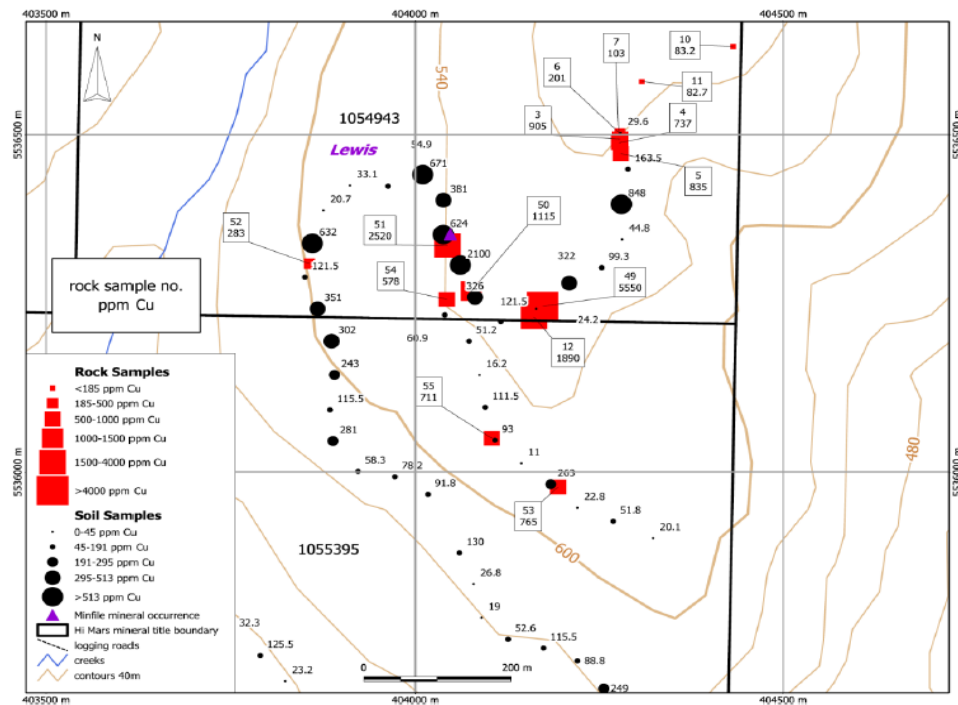 403500 m
404000 m
404500 m
N
7
103
10
83.2
6
201
11
82.7
540
3
905
29.6
4
737
1054943
5536500
Lewis
54.9
671
163.5
5
835
33.1
381
848
50
1115
20.7
52
283
51
2520
624
632
44.8
2100
322
99.3
49
5550
121.5
54
578
326
rock sample no.
ppm Cu
351
121.5
24.2
60.9
51.2
302
12
1890
243
16.2
55
711
111.5
115.5
93
281
480
58.3
78.2
11
5536000
263
91.8
22.8
53
765
51.8
20.1
600
130
1055395
26.8
19
32.3
52.6
115.5
125.5
88.8
23.2
249
Rock Samples
<185 ppm Cu
185-500 ppm Cu
500-1000 ppm Cu
1000-1500 ppm Cu
1500-4000 ppm Cu
>4000 ppm Cu
Soil Samples
0-45 ppm Cu
45-191 ppm Cu
191-295 ppm Cu
295-513 ppm Cu
>513 ppm Cu
Minfile mineral occurrence
Hi Mars mineral title boundary
logging roads
creeks
contours 40m
0
200 m
403500 m
404000 m
404500 m